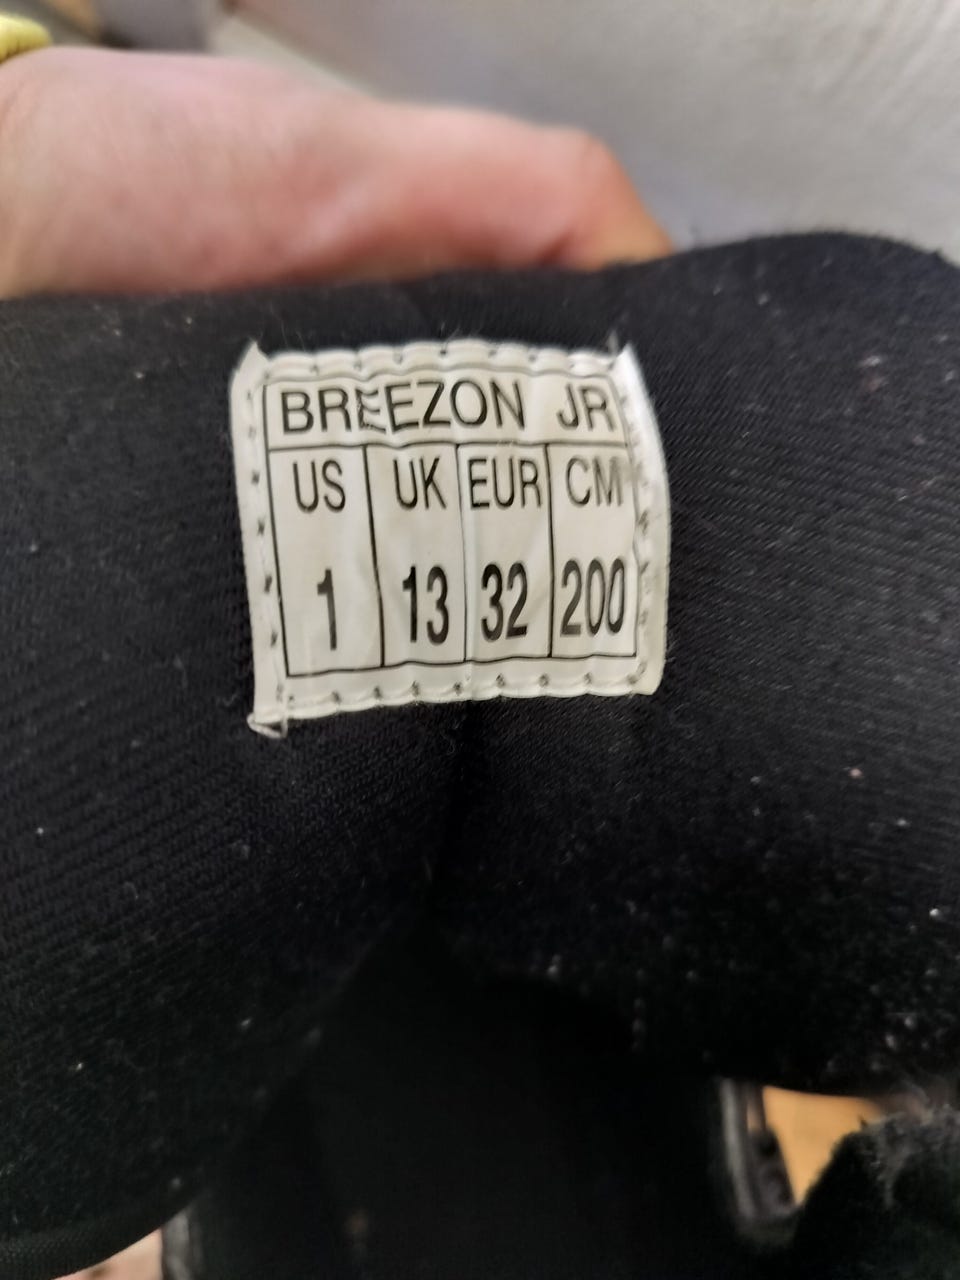 BREEZON JR
US UK EUR CM
1 13 32 200